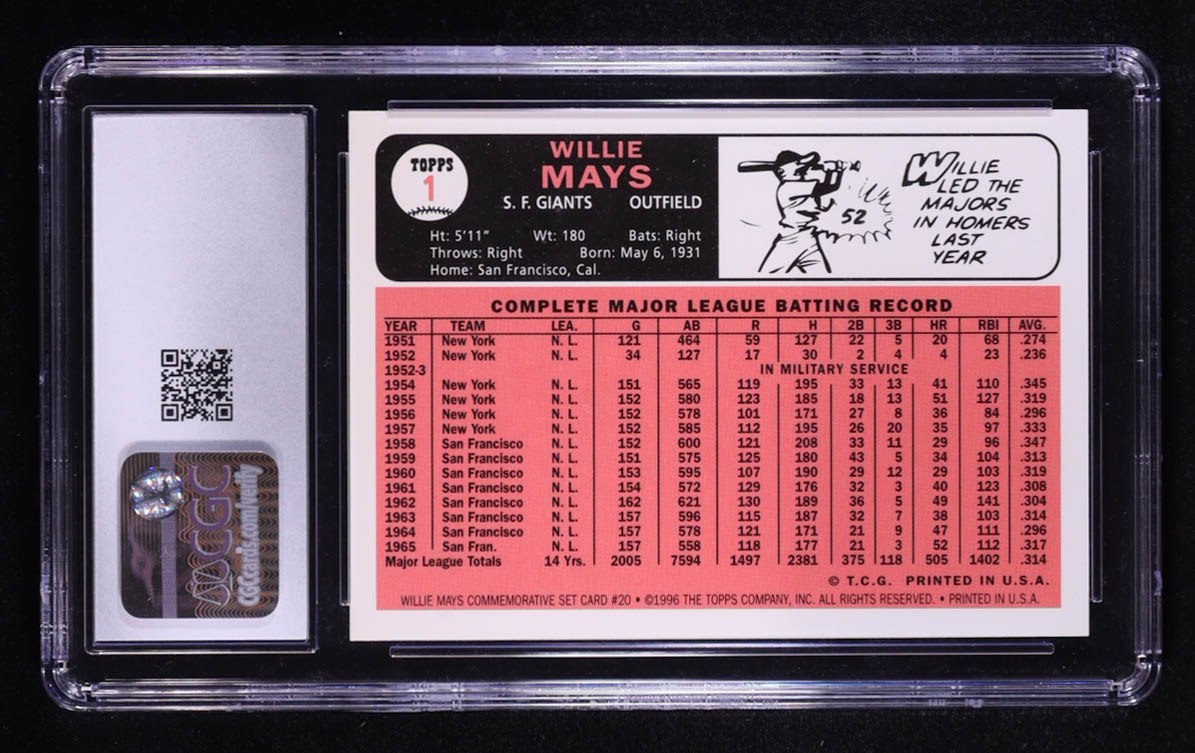 TOPPS
1
WILLIE
MAYS
S. F. GIANTS OUTFIELD
Ht: 5'11" Wt: 180 Bats: Right
Throws: Right Born: May 6, 1931
Home: San Francisco, Cal.
52
WILLIE
LED THE
MAJORS
IN HOMERS
LAST
YEAR
COMPLETE MAJOR LEAGUE BATTING RECORD
YEAR TEAM LEA. G AB R H 2B 3B HR RBI AVG.
1951 New York N. L. 121 464 59 127 22 5 20 68 .274
1952 New York N. L. 34 127 17 30 2 4 4 23 .236
1952-3 IN MILITARY SERVICE
1954 New York N. L. 151 565 119 195 33 13 41 110 .345
1955 New York N. L. 152 580 123 185 18 13 51 127 .319
1956 New York N. L. 152 578 101 171 27 8 36 84 .296
1957 New York N. L. 152 585 112 195 26 20 35 97 .333
1958 San Francisco N. L. 152 600 121 208 33 11 29 96 .347
1959 San Francisco N. L. 151 575 125 180 43 5 34 104 .313
1960 San Francisco N. L. 153 595 107 190 29 12 29 103 .319
1961 San Francisco N. L. 154 572 129 176 32 3 40 123 .308
1962 San Francisco N. L. 162 621 130 189 36 5 49 141 .304
1963 San Francisco N. L. 157 596 115 187 32 7 38 103 .314
1964 San Francisco N. L. 157 578 121 171 21 9 47 111 .296
1965 San Fran. N. L. 157 558 118 177 21 3 52 112 .317
Major League Totals 14 Yrs. 2005 7594 1497 2381 375 118 505 1402 .314
© T.C.G. PRINTED IN U.S.A.
WILLIE MAYS COMMEMORATIVE SET CARD #20 • ©1996 THE TOPPS COMPANY, INC. ALL RIGHTS RESERVED. • PRINTED IN U.S.A.
CGC
CGCcards.com/verify